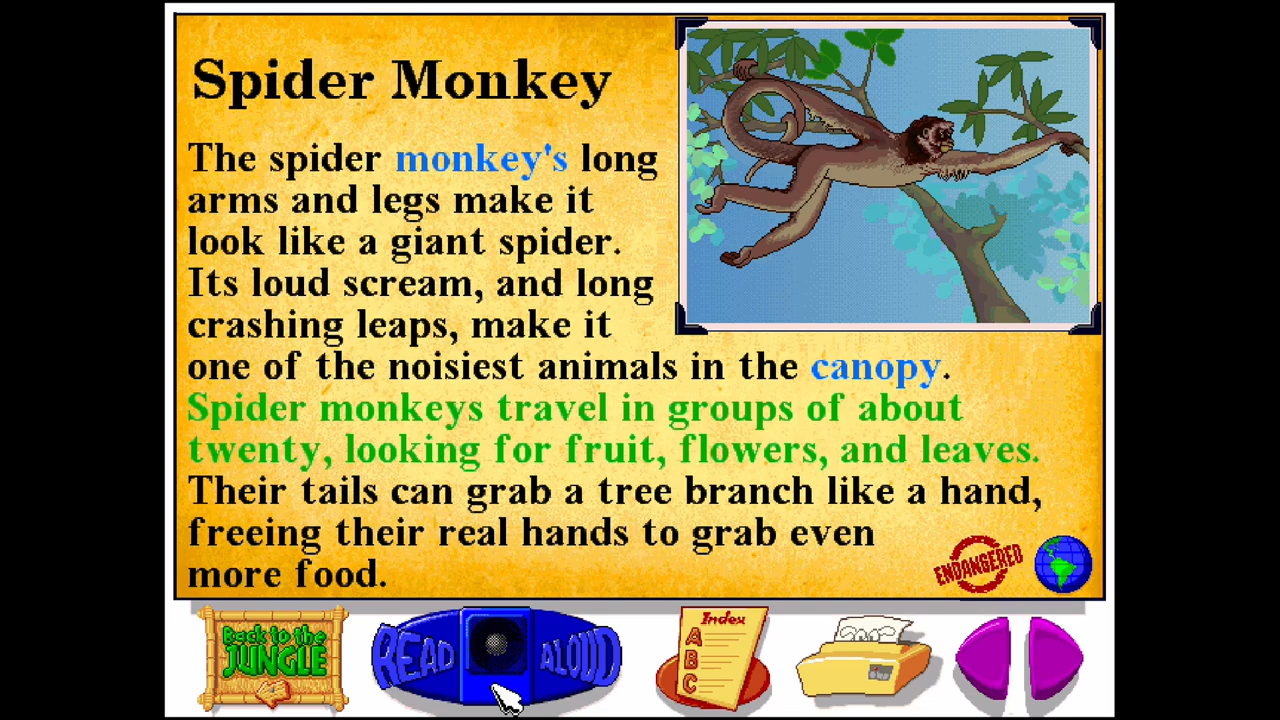 Spider Monkey
The spider monkey's long
arms and legs make it
look like a giant spider.
Its loud scream, and long
crashing leaps, make it
one of the noisiest animals in the canopy.
Spider monkeys travel in groups of about
twenty, looking for fruit, flowers, and leaves.
Their tails can grab a tree branch like a hand,
freeing their real hands to grab even
more food.
ENDANGERED
Back to the
JUNGLE
READ ALOUD
Index
A
B
C